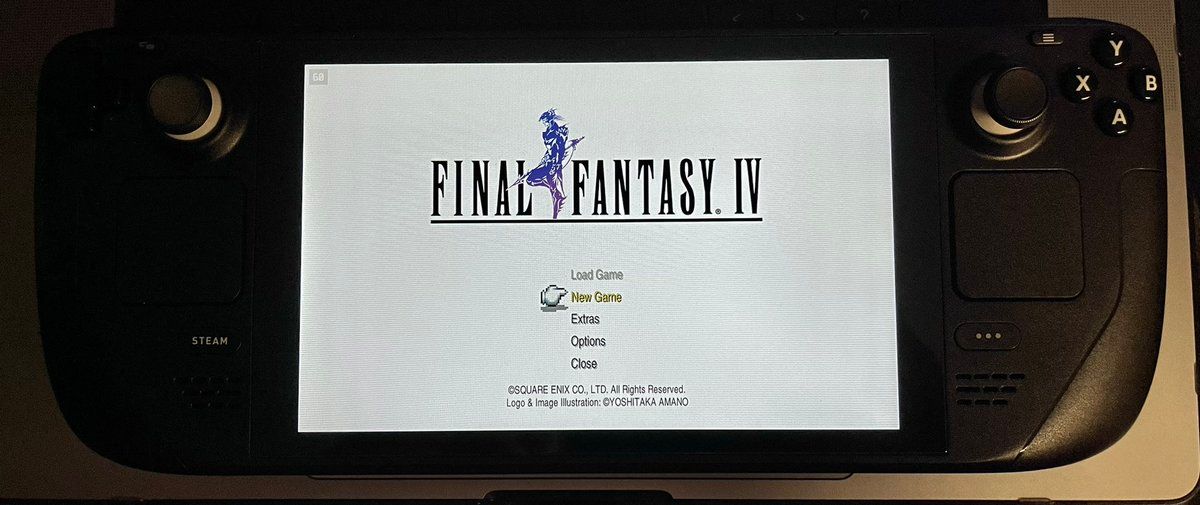 60
FINAL FANTASY® IV
Load Game
New Game
Extras
Options
Close
©SQUARE ENIX CO., LTD. All Rights Reserved.
Logo & Image Illustration: ©YOSHITAKA AMANO
STEAM
Y
X
B
A
?